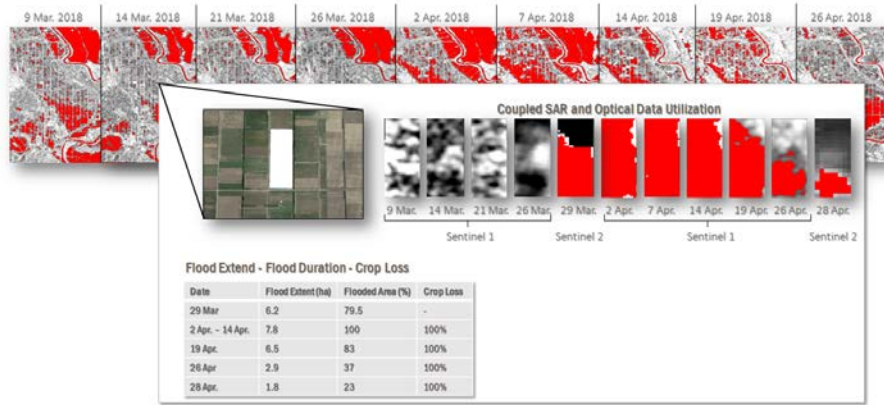 9 Mar. 2018 14 Mar. 2018 21 Mar. 2018 26 Mar. 2018 2 Apr. 2018 7 Apr. 2018 14 Apr. 2018 19 Apr. 2018 26 Apr. 2018
Coupled SAR and Optical Data Utilization
9 Mar. 14 Mar. 21 Mar. 26 Mar. 29 Mar. 2 Apr. 7 Apr. 14 Apr. 19 Apr. 26 Apr. 28 Apr.
Sentinel 1 Sentinel 2 Sentinel 1 Sentinel 2
Flood Extend - Flood Duration - Crop Loss
Date Flood Extent (ha) Flooded Area (%) Crop Loss
29 Mar 6.2 79.5 -
2 Apr. – 14 Apr. 7.8 100 100%
19 Apr. 6.5 83 100%
26 Apr 2.9 37 100%
28 Apr. 1.8 23 100%